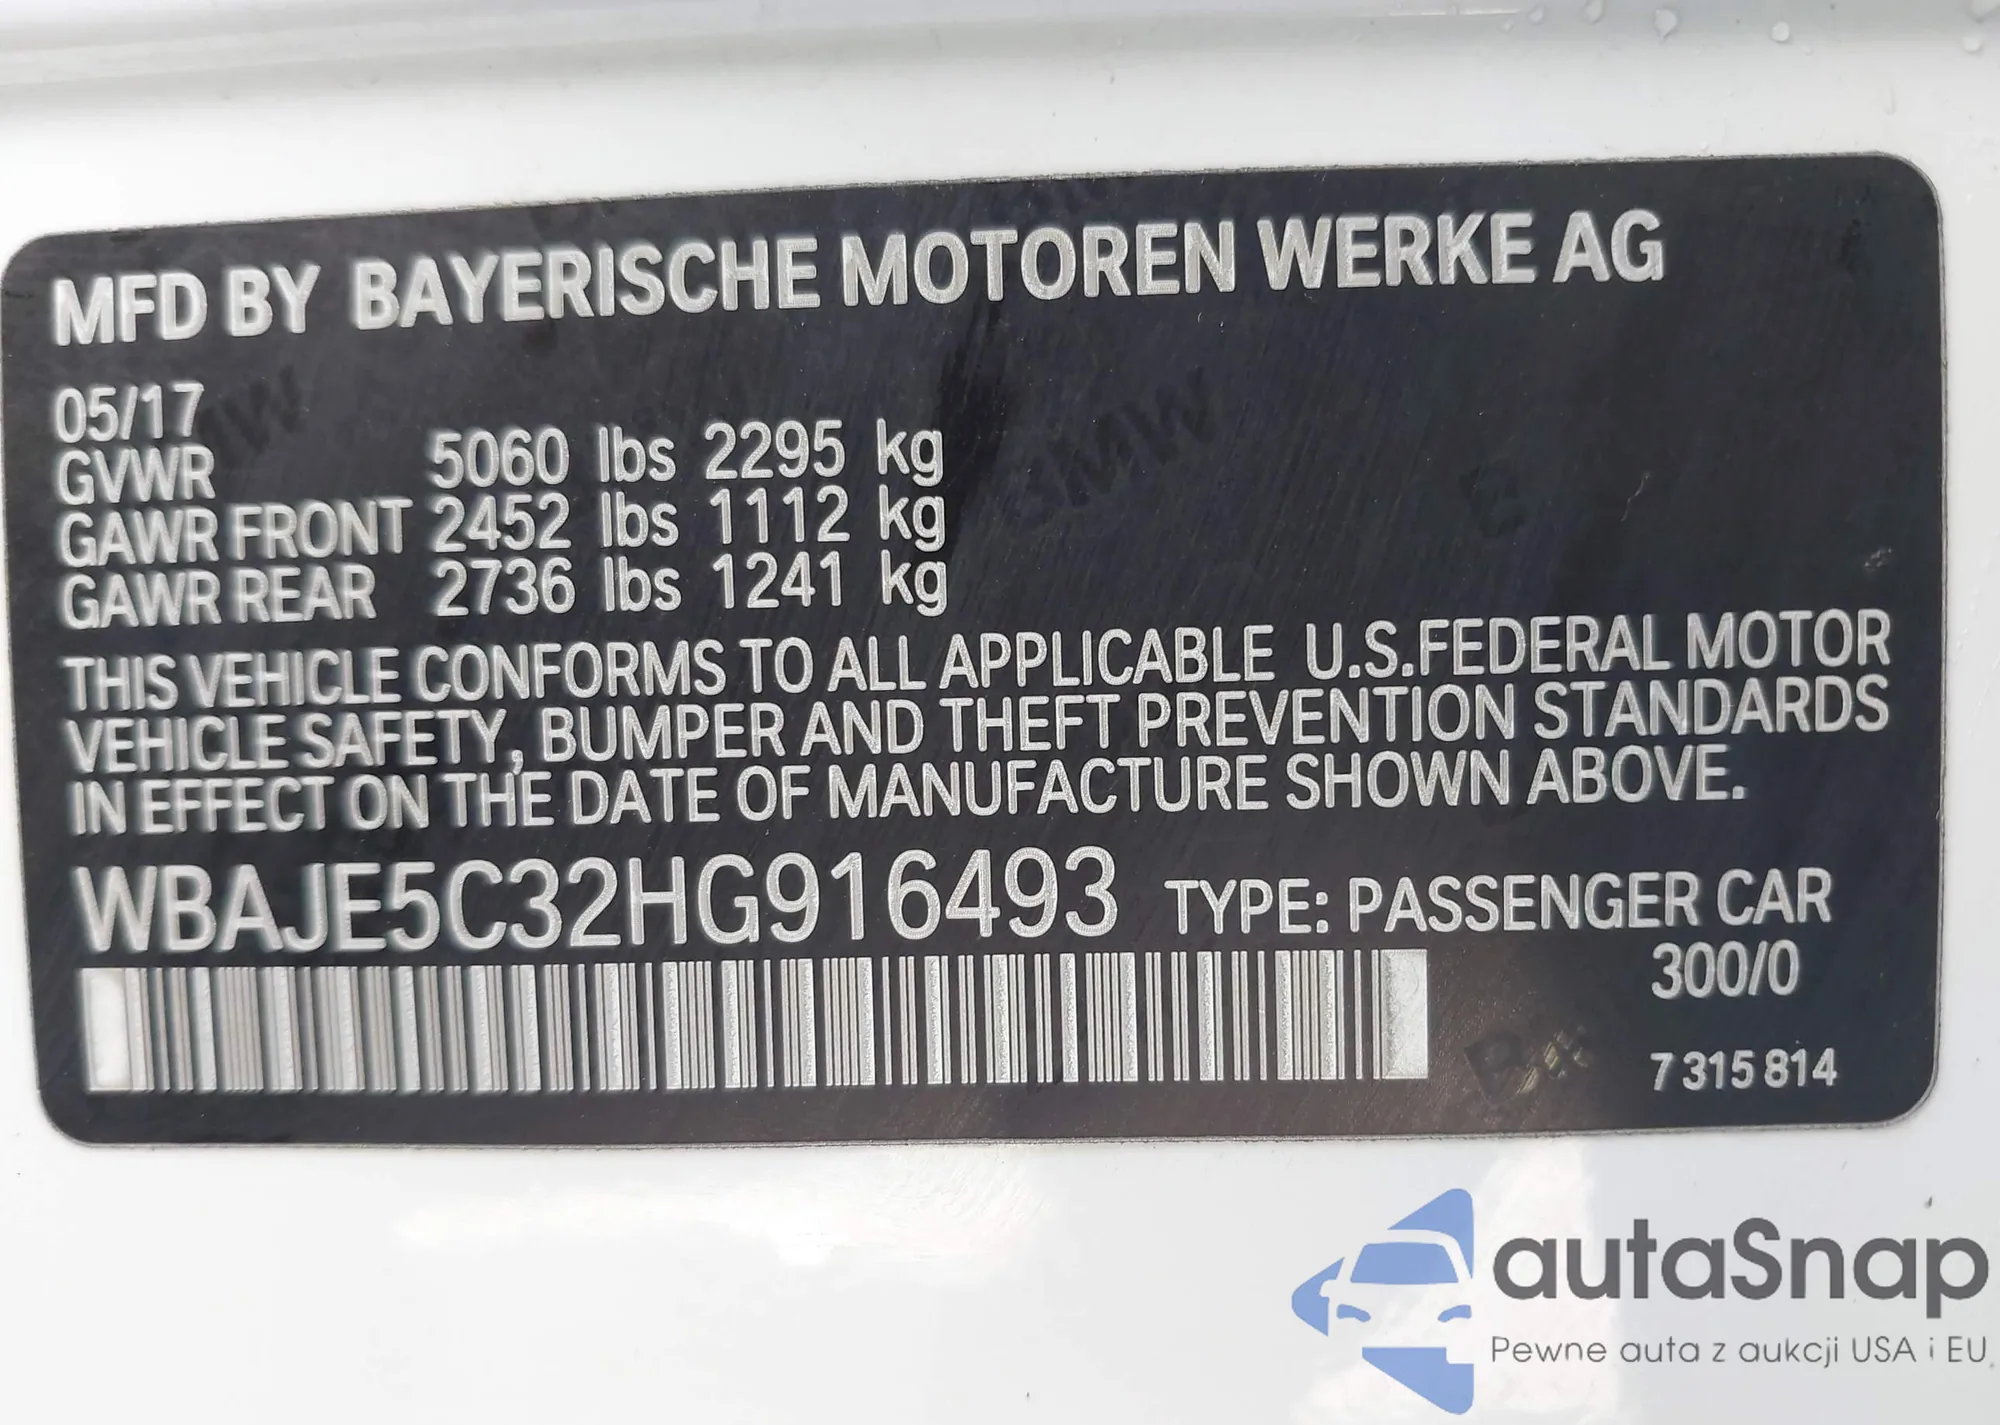 MFD BY BAYERISCHE MOTOREN WERKE AG
05/17
GVWR 5060 lbs 2295 kg
GAWR FRONT 2452 lbs 1112 kg
GAWR REAR 2736 lbs 1241 kg
THIS VEHICLE CONFORMS TO ALL APPLICABLE U.S.FEDERAL MOTOR
VEHICLE SAFETY, BUMPER AND THEFT PREVENTION STANDARDS
IN EFFECT ON THE DATE OF MANUFACTURE SHOWN ABOVE.
WBAJE5C32HG916493 TYPE: PASSENGER CAR
300/0
7 315 814
autaSnap
Pewne auta z aukcji USA i EU